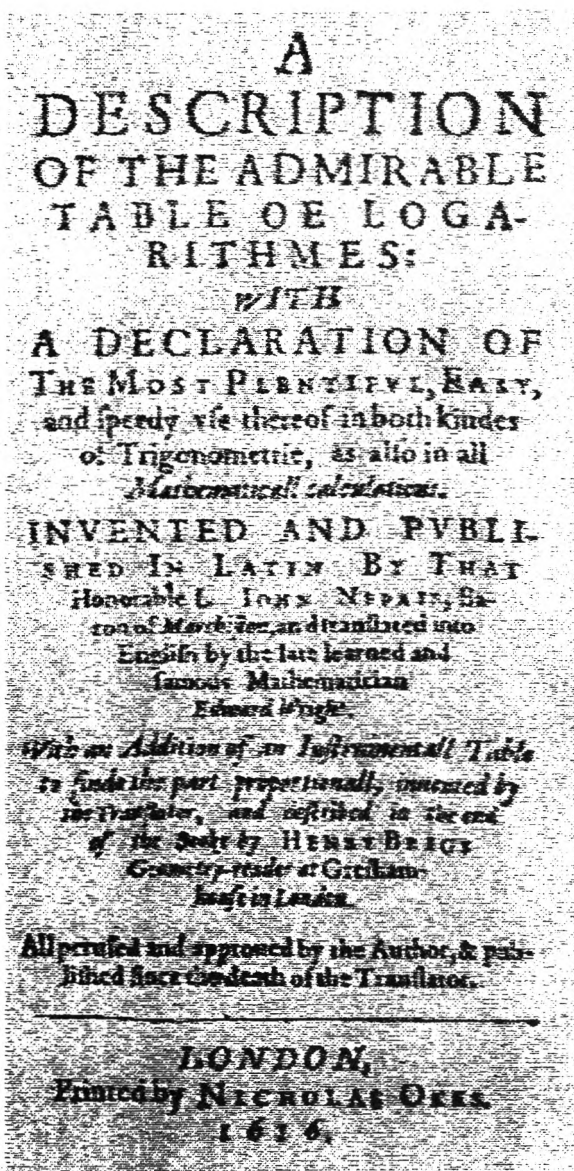 A
DESCRIPTION
OF THE ADMIRABLE
TABLE OE LOGA-
RITHMES:
WITH
A DECLARATION OF
THE MOST PLENTIFVL, EASY,
and speedy vse thereof in both kindes
of Trigonometrie, as also in all
Mathematicall calculations.
INVENTED AND PVBLI-
SHED IN LATIN BY THAT
Honorable L. IOHN NEPAIR, Ba-
ron of Marchiston, and translated into
English by the late learned and
famous Mathematician
Edward Wright.
With an Addition of an Instrumentall Table
to finde the part proportionall, inuented by
the Translator, and described in the end
of the Booke by HENRY BRIGS
Geometry-reader at Gresham-
house in London.
All perused and approued by the Author, & pub-
lished since the death of the Translator.
LONDON,
Printed by NICHOLAS OKES.
1616.